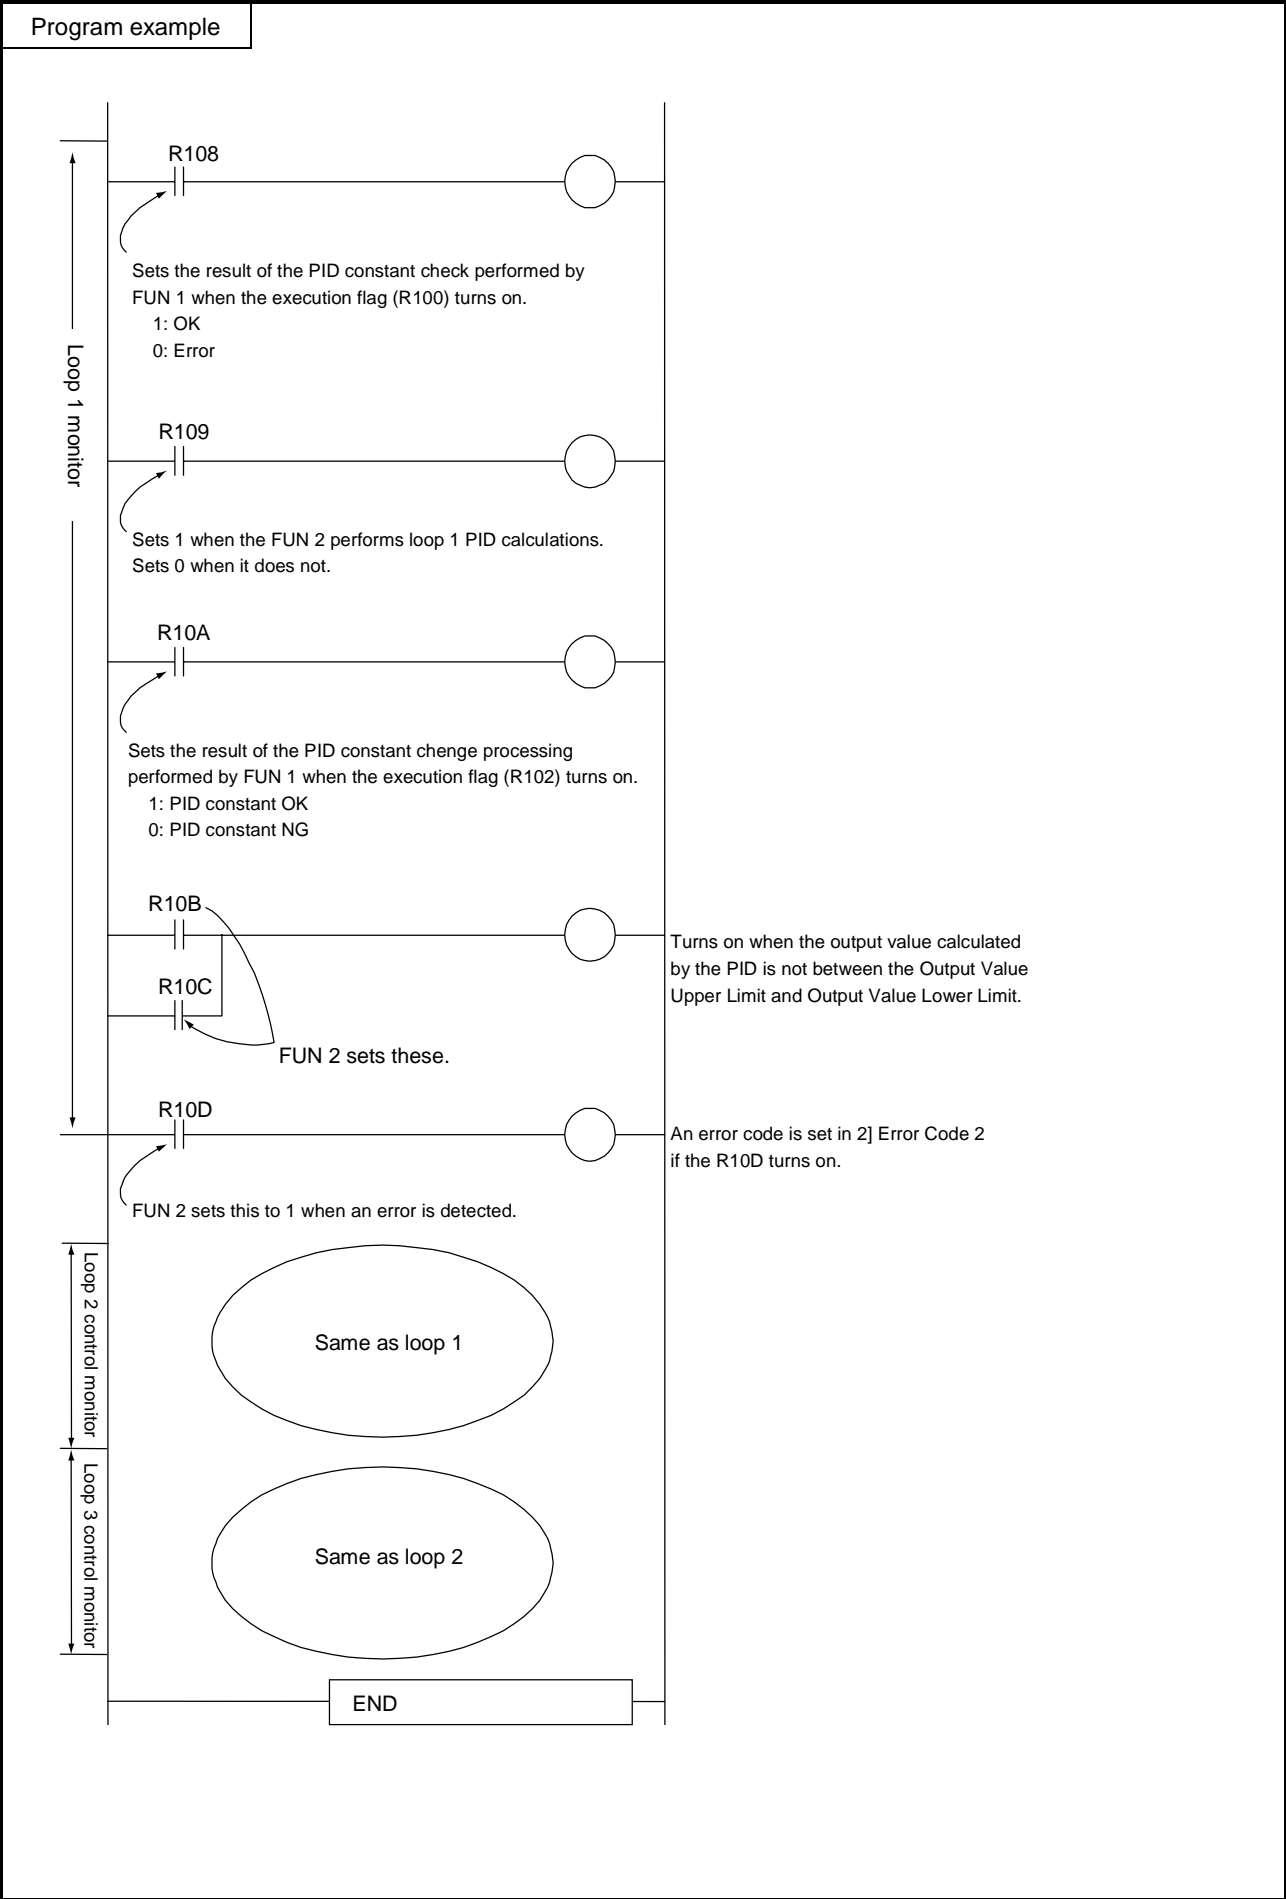 Program example
R108
Sets the result of the PID constant check performed by
FUN 1 when the execution flag (R100) turns on.
1: OK
0: Error
Loop 1 monitor
R109
Sets 1 when the FUN 2 performs loop 1 PID calculations.
Sets 0 when it does not.
R10A
Sets the result of the PID constant chenge processing
performed by FUN 1 when the execution flag (R102) turns on.
1: PID constant OK
0: PID constant NG
R10B
Turns on when the output value calculated
by the PID is not between the Output Value
Upper Limit and Output Value Lower Limit.
R10C
FUN 2 sets these.
R10D
An error code is set in 2] Error Code 2
if the R10D turns on.
FUN 2 sets this to 1 when an error is detected.
Loop 2 control monitor
Same as loop 1
Loop 3 control monitor
Same as loop 2
END